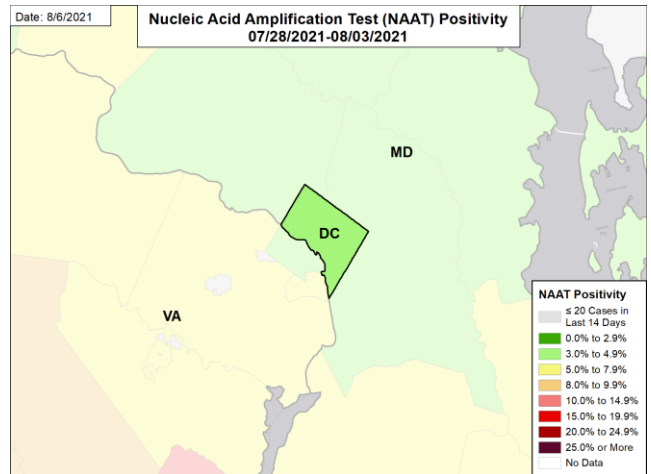 Date: 8/6/2021
Nucleic Acid Amplification Test (NAAT) Positivity
07/28/2021-08/03/2021
MD
DC
VA
NAAT Positivity
≤ 20 Cases in
Last 14 Days
0.0% to 2.9%
3.0% to 4.9%
5.0% to 7.9%
8.0% to 9.9%
10.0% to 14.9%
15.0% to 19.9%
20.0% to 24.9%
25.0% or More
No Data